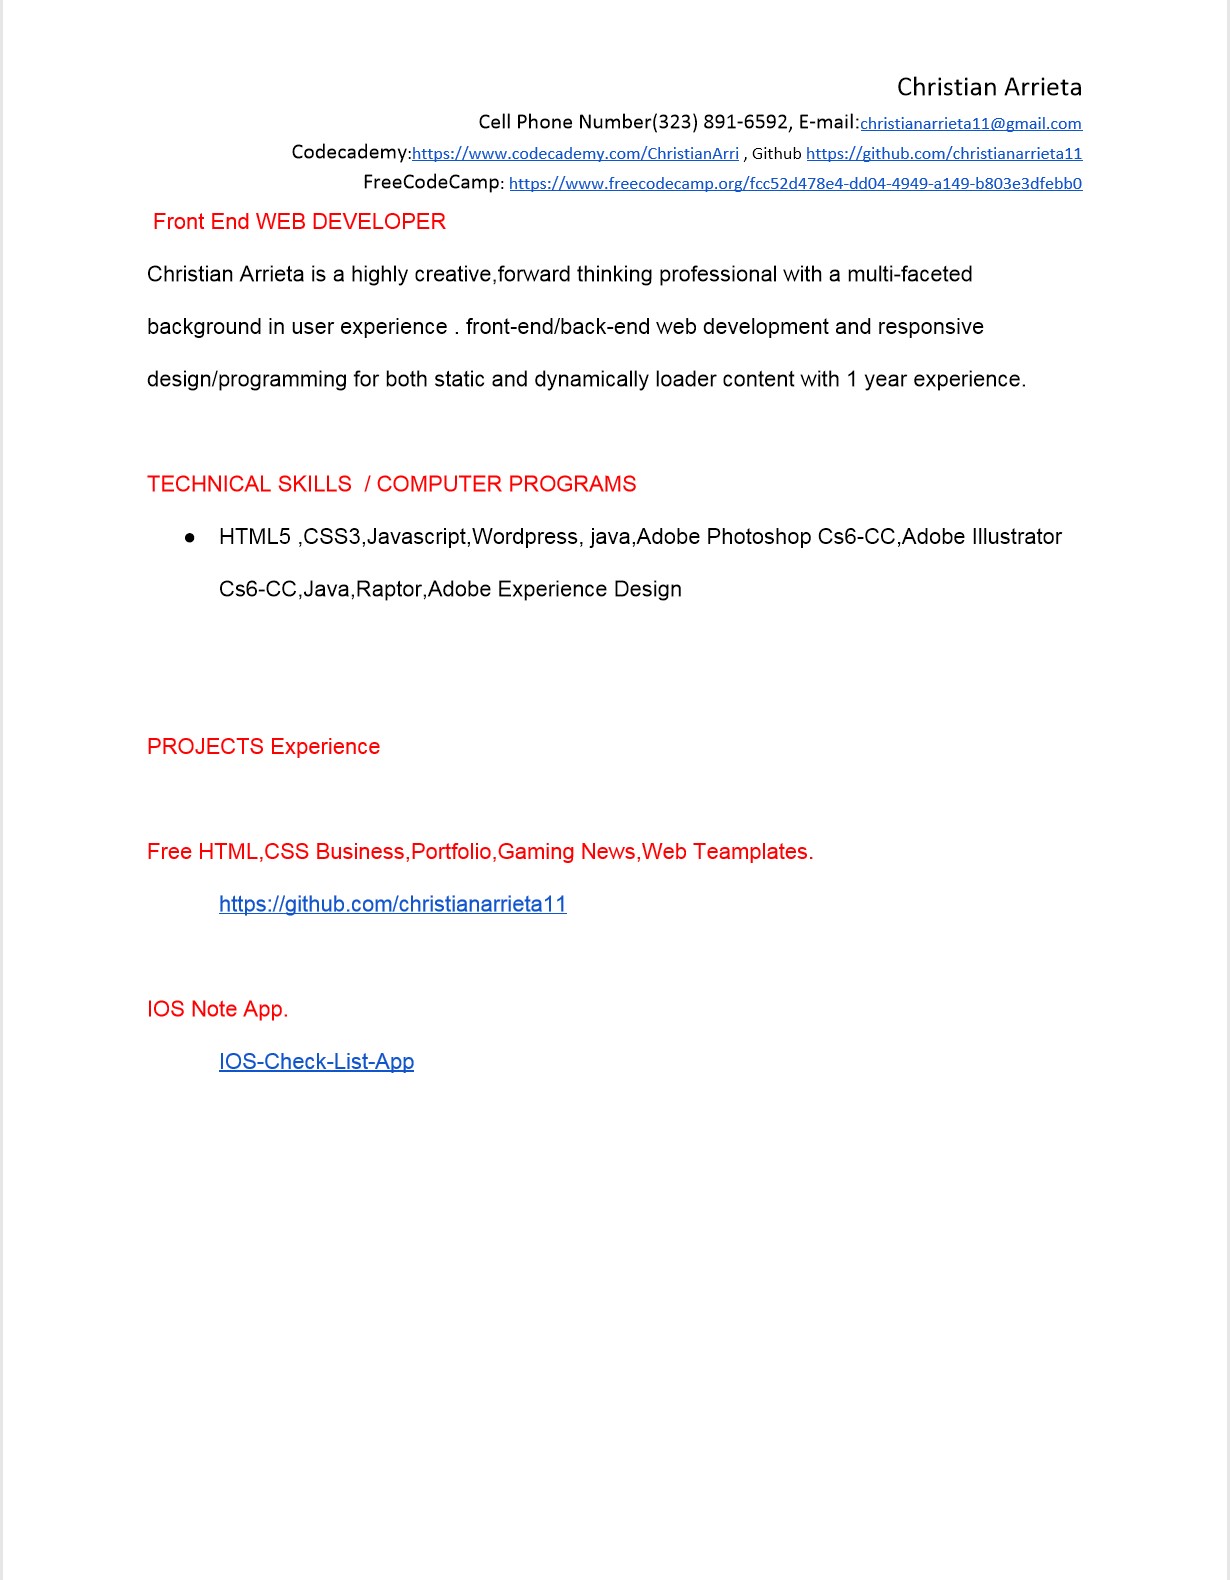 Christian Arrieta
Cell Phone Number(323) 891-6592, E-mail:christianarrieta11@gmail.com
Codecademy:https://www.codecademy.com/ChristianArri , Github https://github.com/christianarrieta11
FreeCodeCamp: https://www.freecodecamp.org/fcc52d478e4-dd04-4949-a149-b803e3dfebb0
Front End WEB DEVELOPER
Christian Arrieta is a highly creative,forward thinking professional with a multi-faceted
background in user experience . front-end/back-end web development and responsive
design/programming for both static and dynamically loader content with 1 year experience.
TECHNICAL SKILLS  / COMPUTER PROGRAMS
● HTML5 ,CSS3,Javascript,Wordpress, java,Adobe Photoshop Cs6-CC,Adobe Illustrator
Cs6-CC,Java,Raptor,Adobe Experience Design
PROJECTS Experience
Free HTML,CSS Business,Portfolio,Gaming News,Web Teamplates.
https://github.com/christianarrieta11
IOS Note App.
IOS-Check-List-App